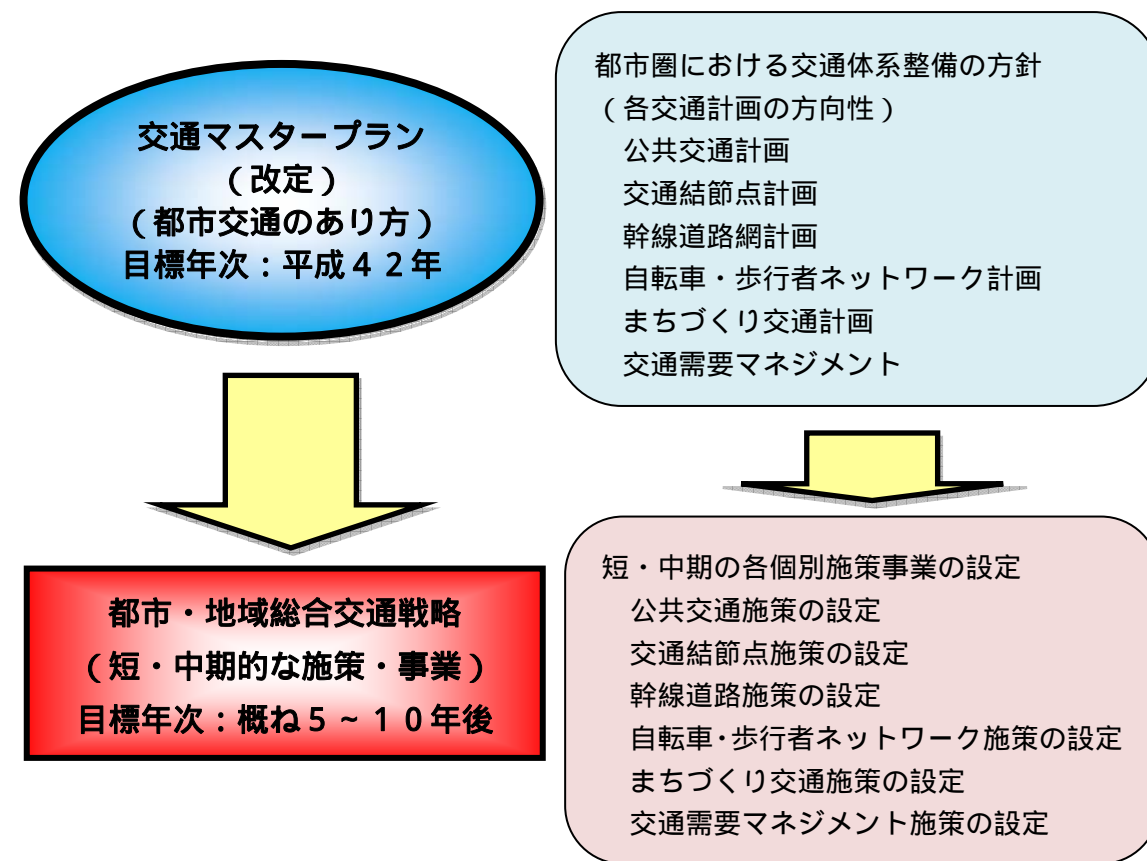 交通マスタープラン
（改定）
（都市交通のあり方）
目標年次：平成４２年
都市圏における交通体系整備の方針
（各交通計画の方向性）
公共交通計画
交通結節点計画
幹線道路網計画
自転車・歩行者ネットワーク計画
まちづくり交通計画
交通需要マネジメント
都市・地域総合交通戦略
（短・中期的な施策・事業）
目標年次：概ね５～１０年後
短・中期の各個別施策事業の設定
公共交通施策の設定
交通結節点施策の設定
幹線道路施策の設定
自転車・歩行者ネットワーク施策の設定
まちづくり交通施策の設定
交通需要マネジメント施策の設定